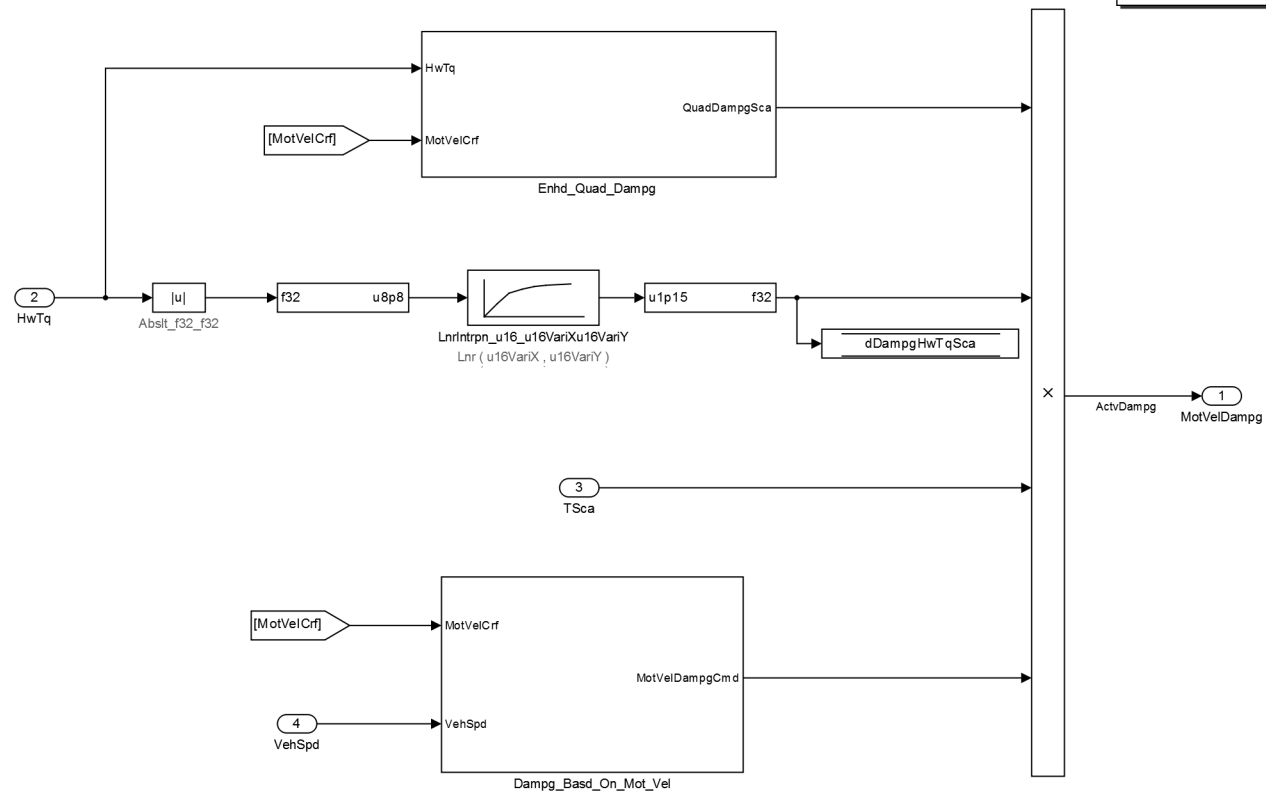 HwTq
QuadDampgSca
[MotVelCrf]
MotVelCrf
Enhd_Quad_Dampg
2
HwTq
|u|
Abslt_f32_f32
f32
u8p8
LnrIntrpn_u16_u16VariXu16VariY
Lnr ( u16VariX , u16VariY )
u1p15
f32
dDampgHwTqSca
×
ActvDampg
1
MotVelDampg
3
TSca
[MotVelCrf]
MotVelCrf
MotVelDampgCmd
4
VehSpd
VehSpd
Dampg_Basd_On_Mot_Vel